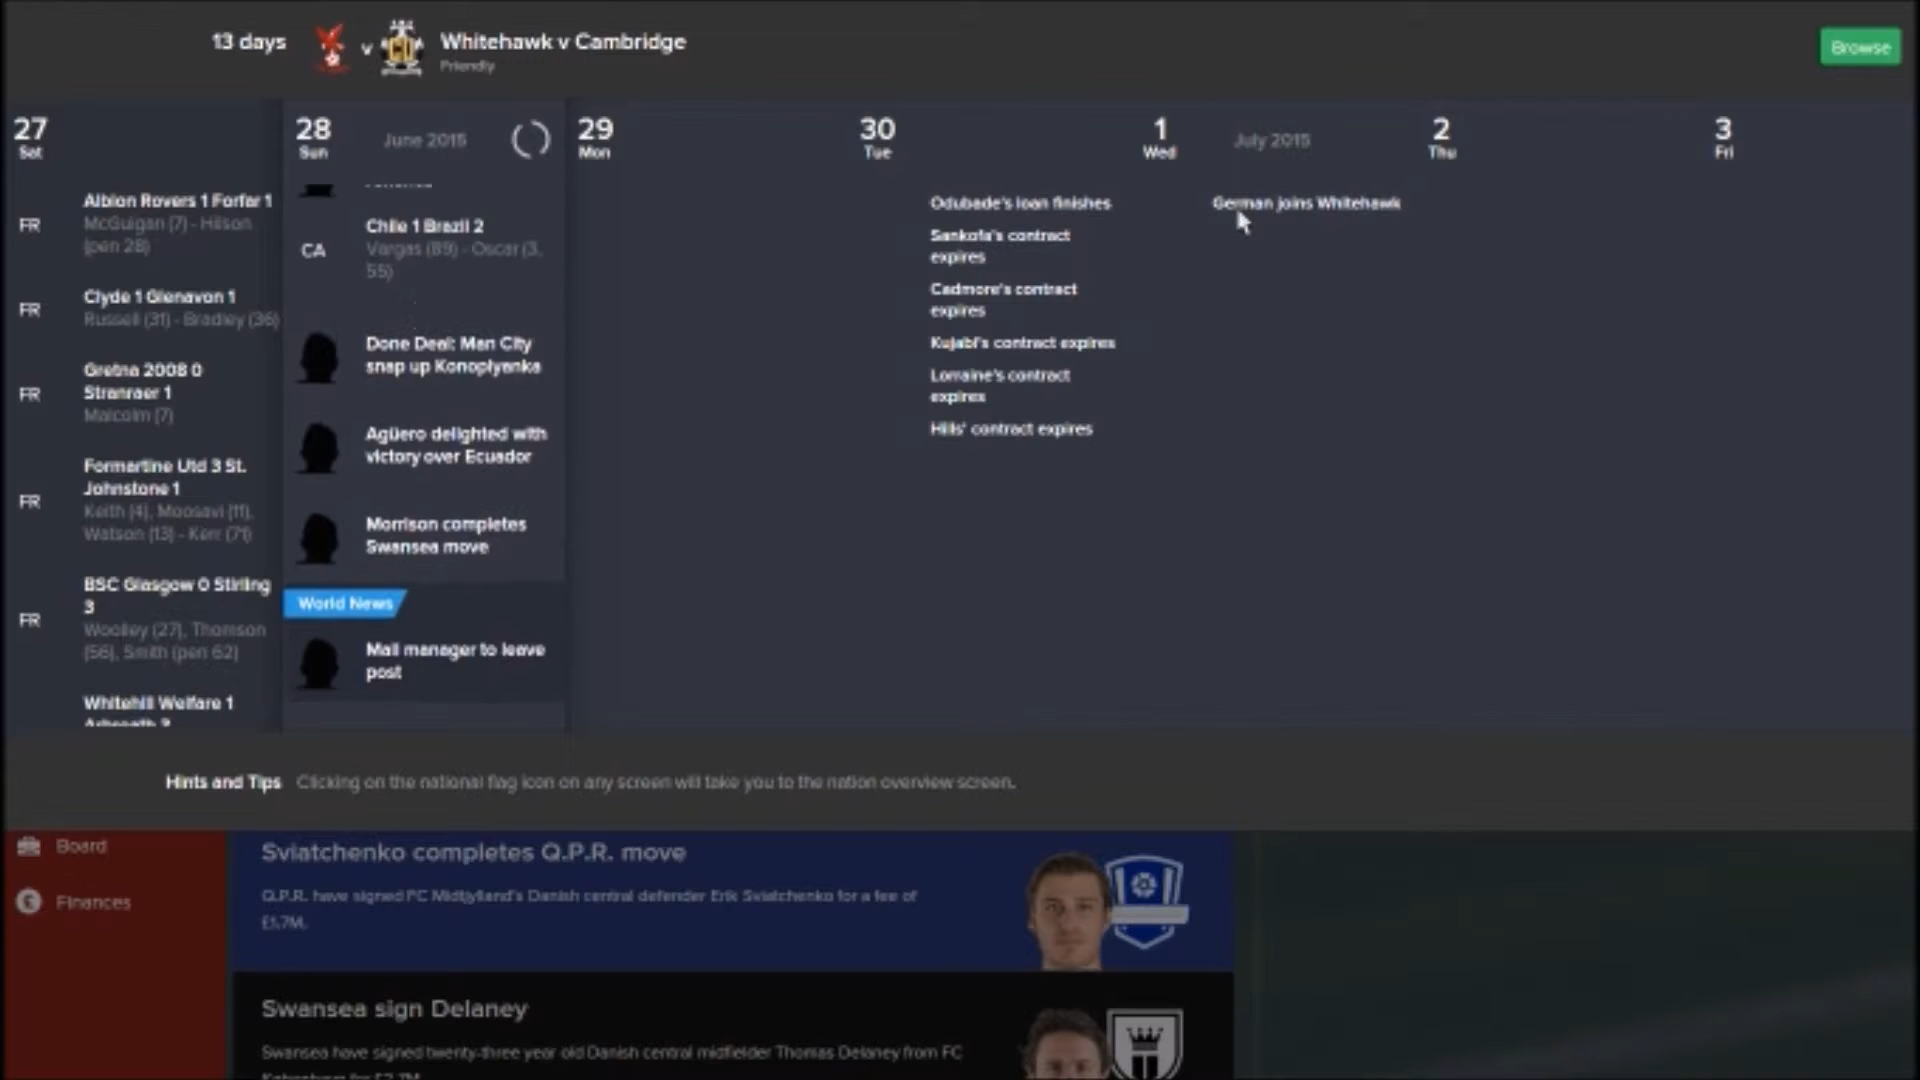 13 days
v
Whitehawk v Cambridge
Friendly
Browse
27
Sat
28
Sun
June 2015
29
Mon
30
Tue
1
Wed
July 2015
2
Thu
3
Fri
FR
Albion Rovers 1 Forfar 1
McGuigan (7) - Hilson
(pen 28)
FR
Clyde 1 Glenavon 1
Russell (31) - Bradley (36)
FR
Gretna 2008 0
Stranraer 1
Malcolm (7)
FR
Formartine Utd 3 St.
Johnstone 1
Keith (4), Moosavi (11),
Watson (13) - Kerr (71)
FR
BSC Glasgow 0 Stirling
3
Woolley (27), Thomson
(56), Smith (pen 62)
Whitehill Welfare 1
Arbroath 3
CA
Chile 1 Brazil 2
Vargas (89) - Oscar (3,
55)
Done Deal: Man City
snap up Konoplyanka
Agüero delighted with
victory over Ecuador
Morrison completes
Swansea move
World News
Mali manager to leave
post
Odubade's loan finishes
Sankofa's contract
expires
Cadmore's contract
expires
Kujabi's contract expires
Lorraine's contract
expires
Hills' contract expires
German joins Whitehawk
Hints and Tips
Clicking on the national flag icon on any screen will take you to the nation overview screen.
Board
Finances
Sviatchenko completes Q.P.R. move
Q.P.R. have signed FC Midtjylland's Danish central defender Erik Sviatchenko for a fee of
£1.7M.
Swansea sign Delaney
Swansea have signed twenty-three year old Danish central midfielder Thomas Delaney from FC